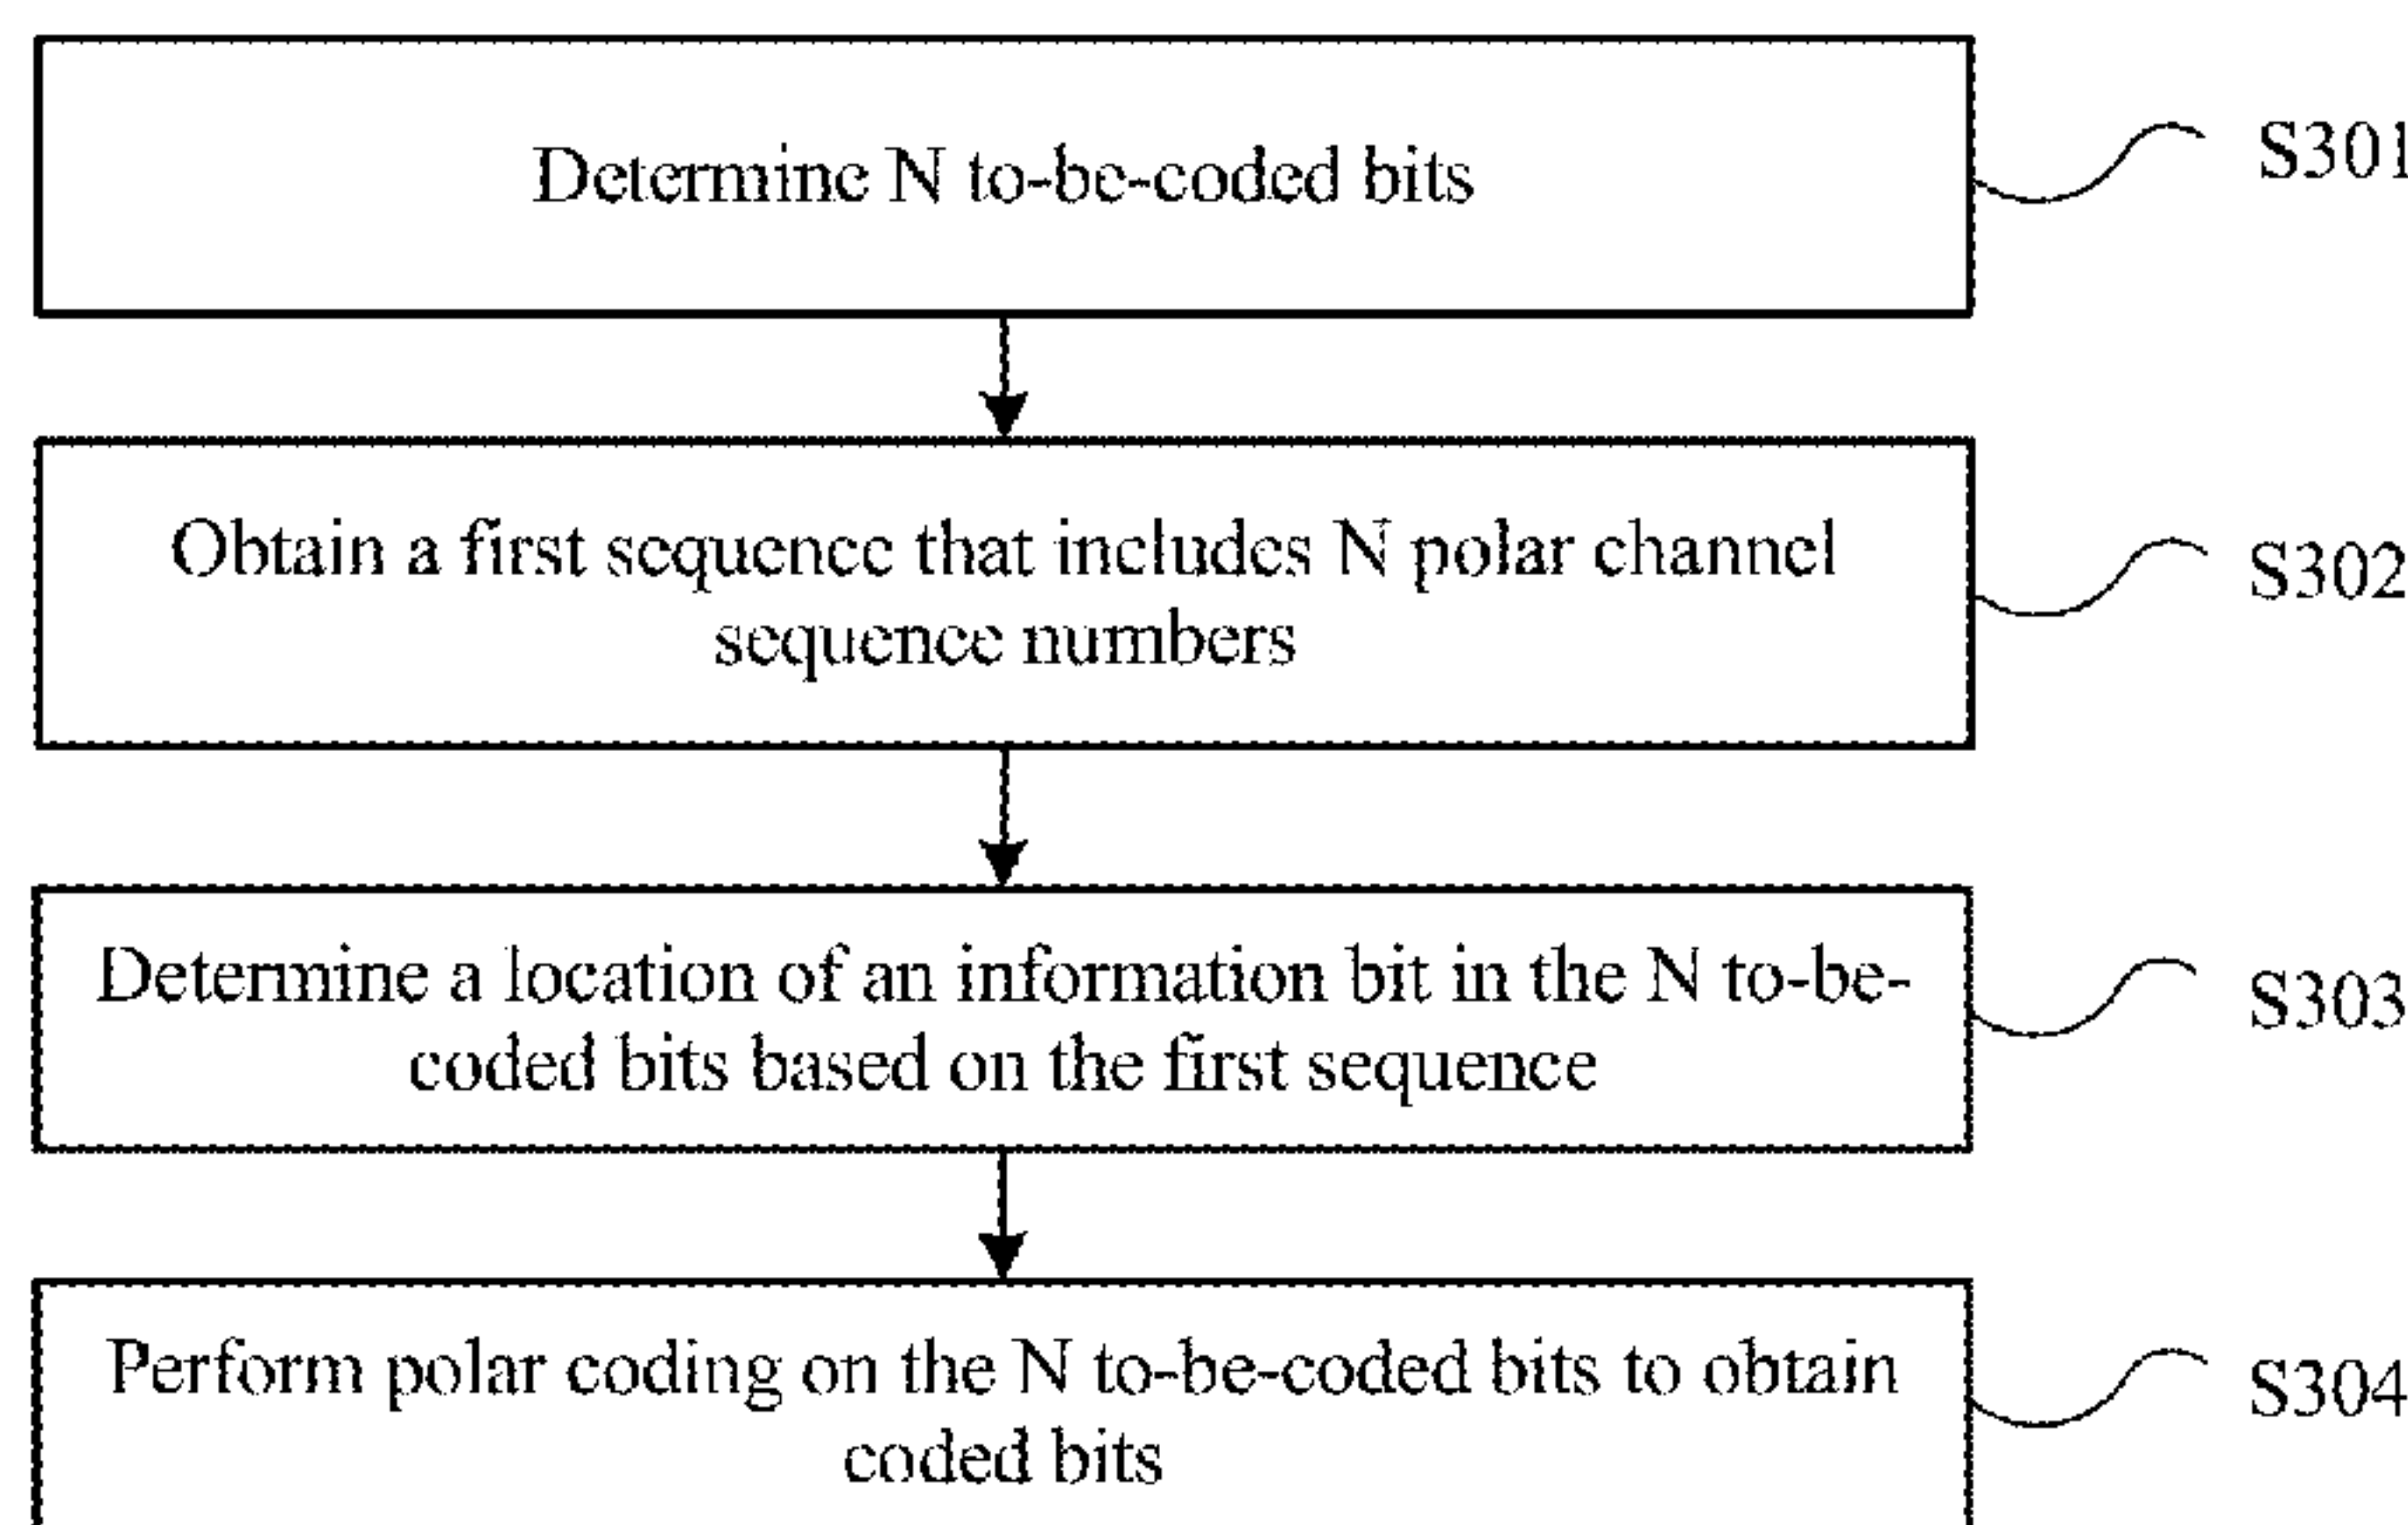 Determine N to-be-coded bits
S301
Obtain a first sequence that includes N polar channel
sequence numbers
S302
Determine a location of an information bit in the N to-be-
coded bits based on the first sequence
S303
Perform polar coding on the N to-be-coded bits to obtain
coded bits
S304